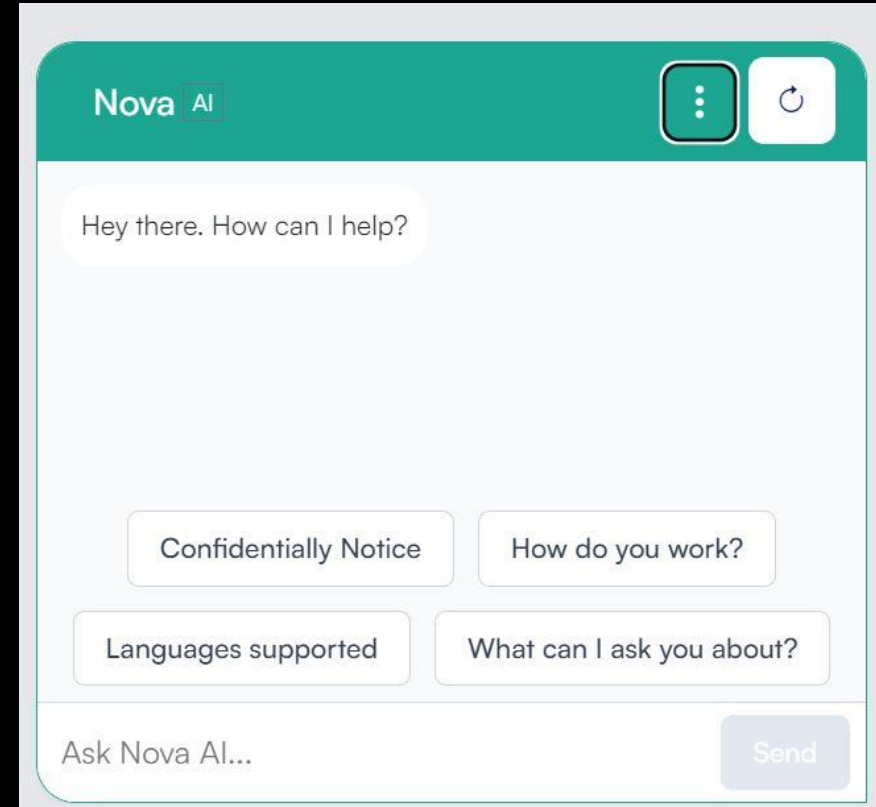 Nova AI
Hey there. How can I help?
Confidentially Notice
How do you work?
Languages supported
What can I ask you about?
Ask Nova AI...
Send